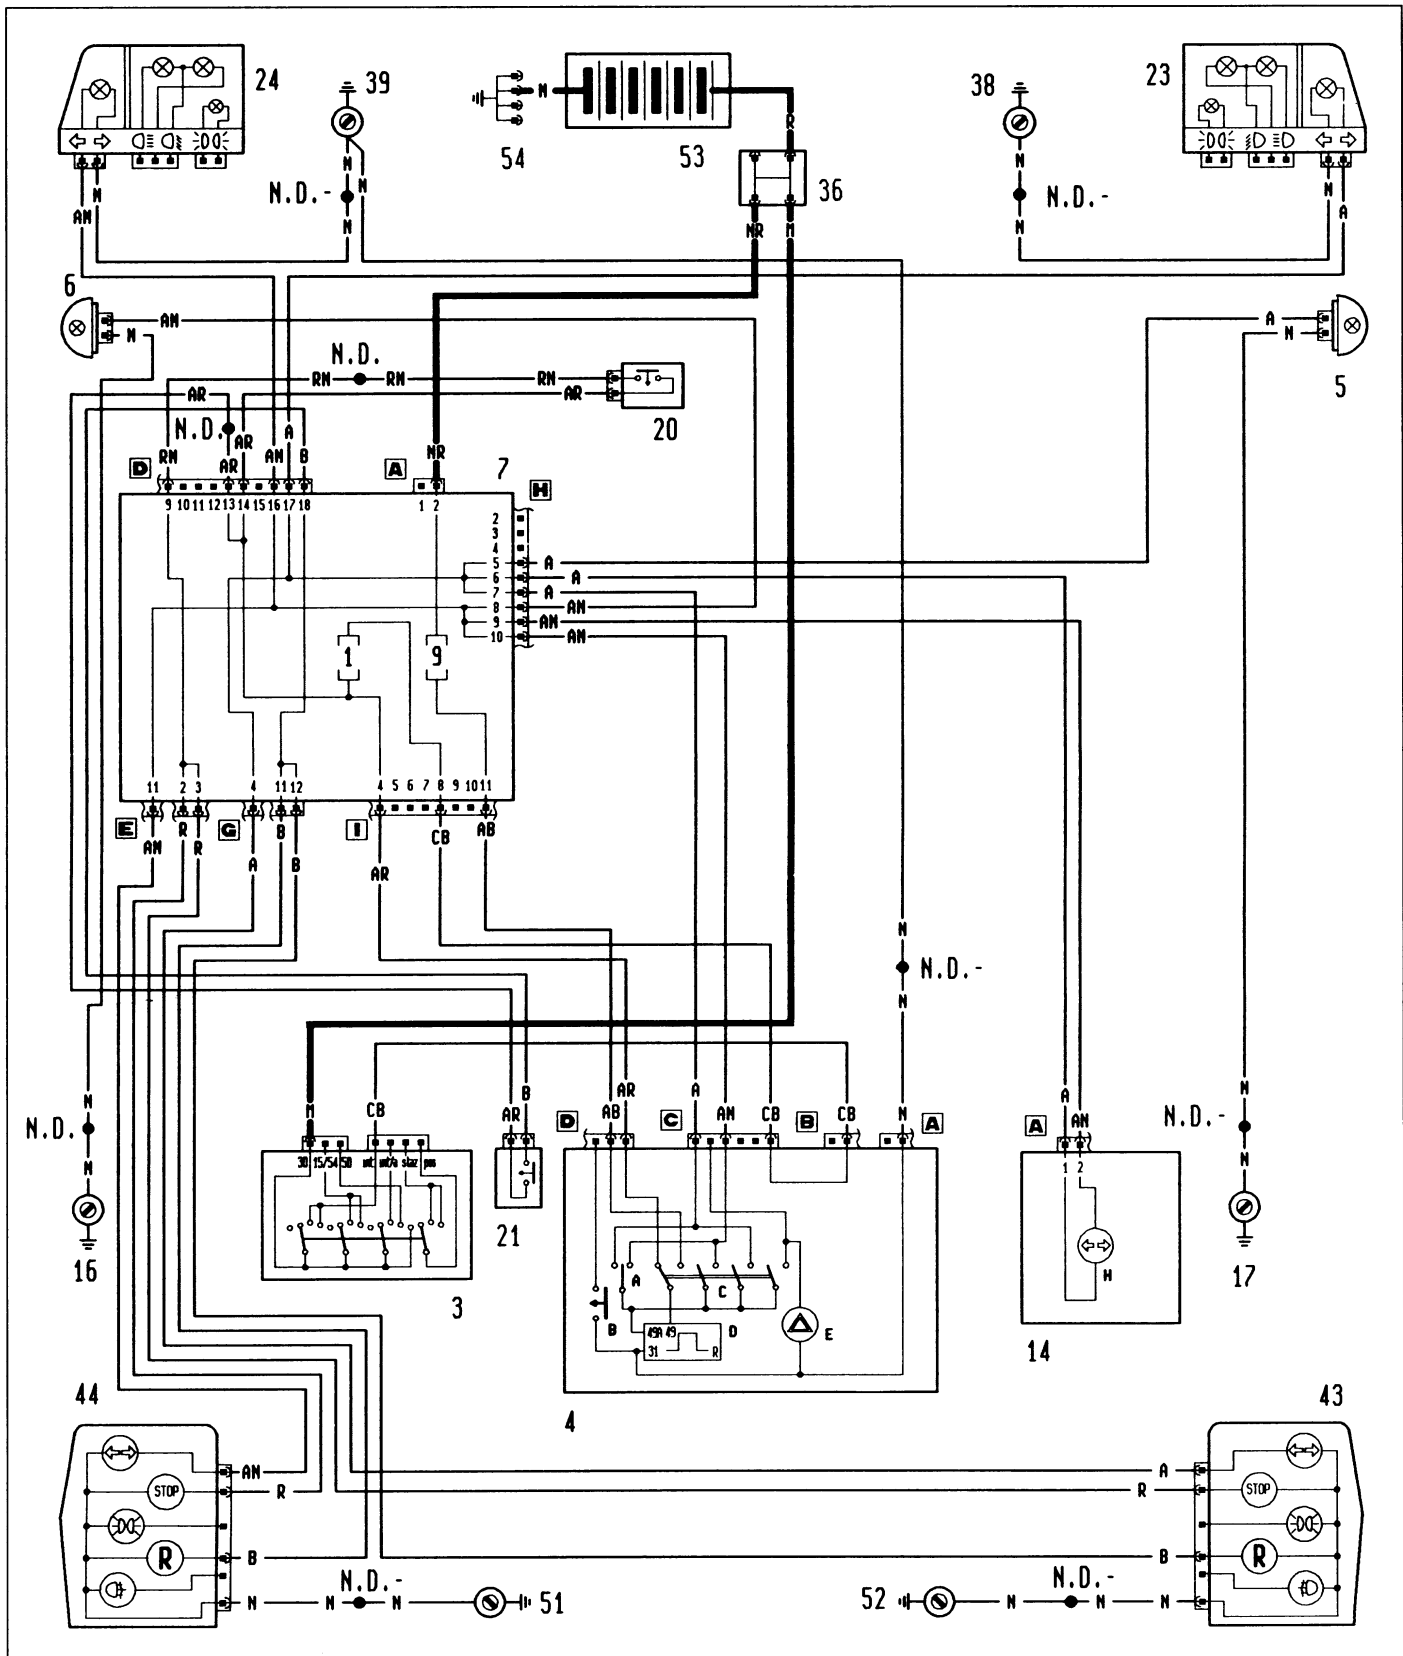 24
39
54
N
53
R
36
38
23
N
N
N.D.-
N
AN
N
NR
M
N
N.D.-
N
N
A
6
AN
N
A
N
5
N.D.
RN
RN
RN
AR
AR
20
N.D.
AR
A
RN
AR
AN
B
NR
D
A
7
H
9 10 11 12 13 14 15 16 17 18
1 2
2
3
4
5 A
6 A
7 A
8 AN
9 AN
10 AN
1
9
11 2 3 4 11 12 4 5 6 7 8 9 10 11
E
R
G
B
I
CB
AB
AN
R
A
B
AR
N
N.D.-
N
N
N.D.
N
16
M
CB
AR
B
D
AB
AR
C
A
AN
CB
B
CB
N
A
A
A
AN
N
N.D.-
N
17
30 15/54 50 int int/a staz pos
3
21
A
B
C
49A 49
31 R
D
E
4
1 2
H
14
44
43
AN
STOP
R
A
R
STOP
R
B
B
R
N
N
N.D.-
N
51
52
N
N.D.-
N
N